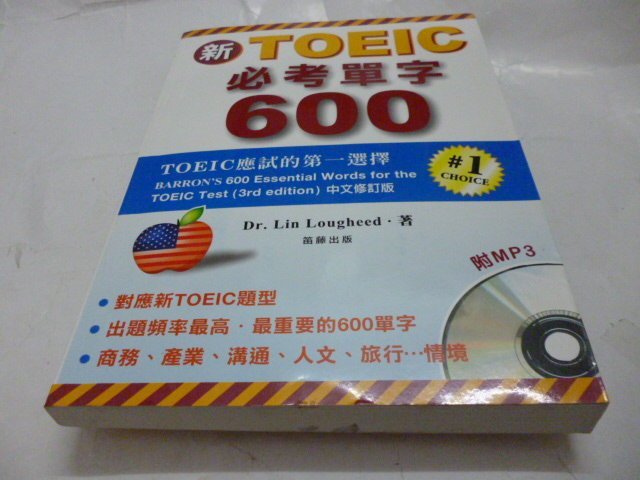 新 TOEIC
必考單字
600
TOEIC應試的第一選擇
BARRON'S 600 Essential Words for the
TOEIC Test (3rd edition) 中文修訂版
#1
CHOICE
Dr. Lin Lougheed · 著
笛藤出版
附MP3
• 對應新TOEIC題型
• 出題頻率最高 · 最重要的600單字
• 商務、產業、溝通、人文、旅行…情境